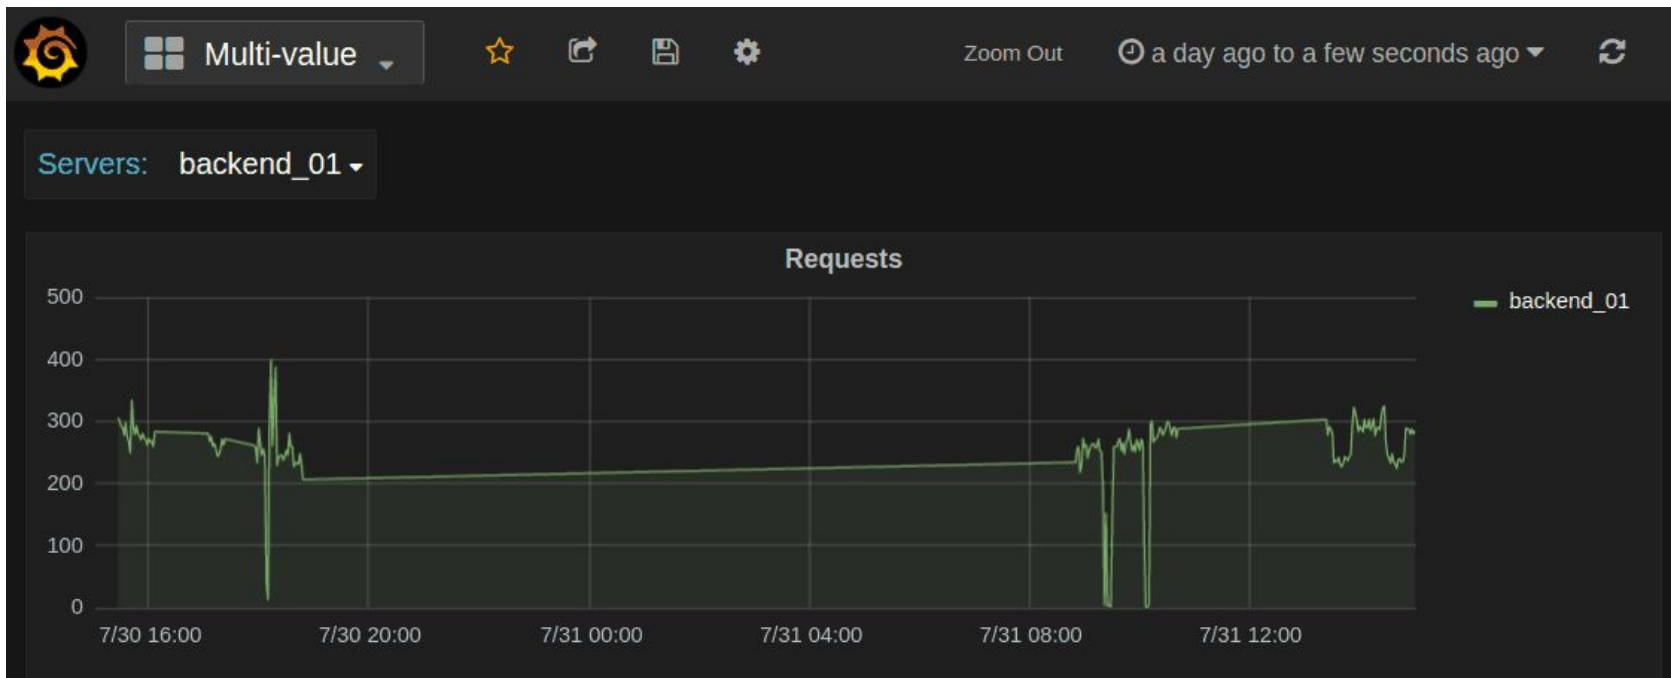 Multi-value
Zoom Out
a day ago to a few seconds ago
Servers: backend_01
Requests
500
400
300
200
100
0
7/30 16:00 7/30 20:00 7/31 00:00 7/31 04:00 7/31 08:00 7/31 12:00
backend_01